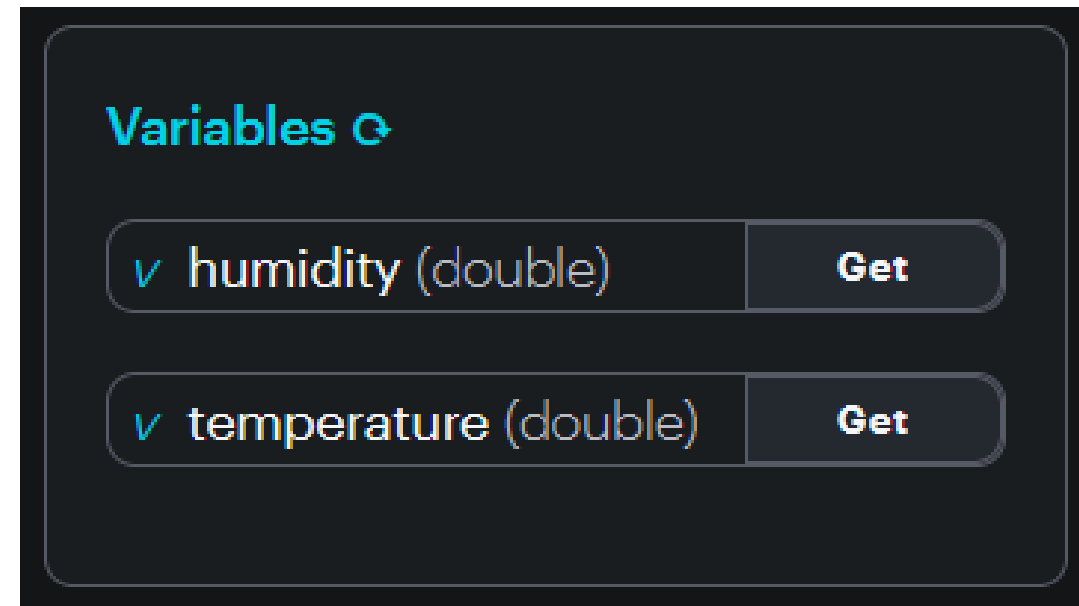 Variables ⟳
v humidity (double) Get
v temperature (double) Get